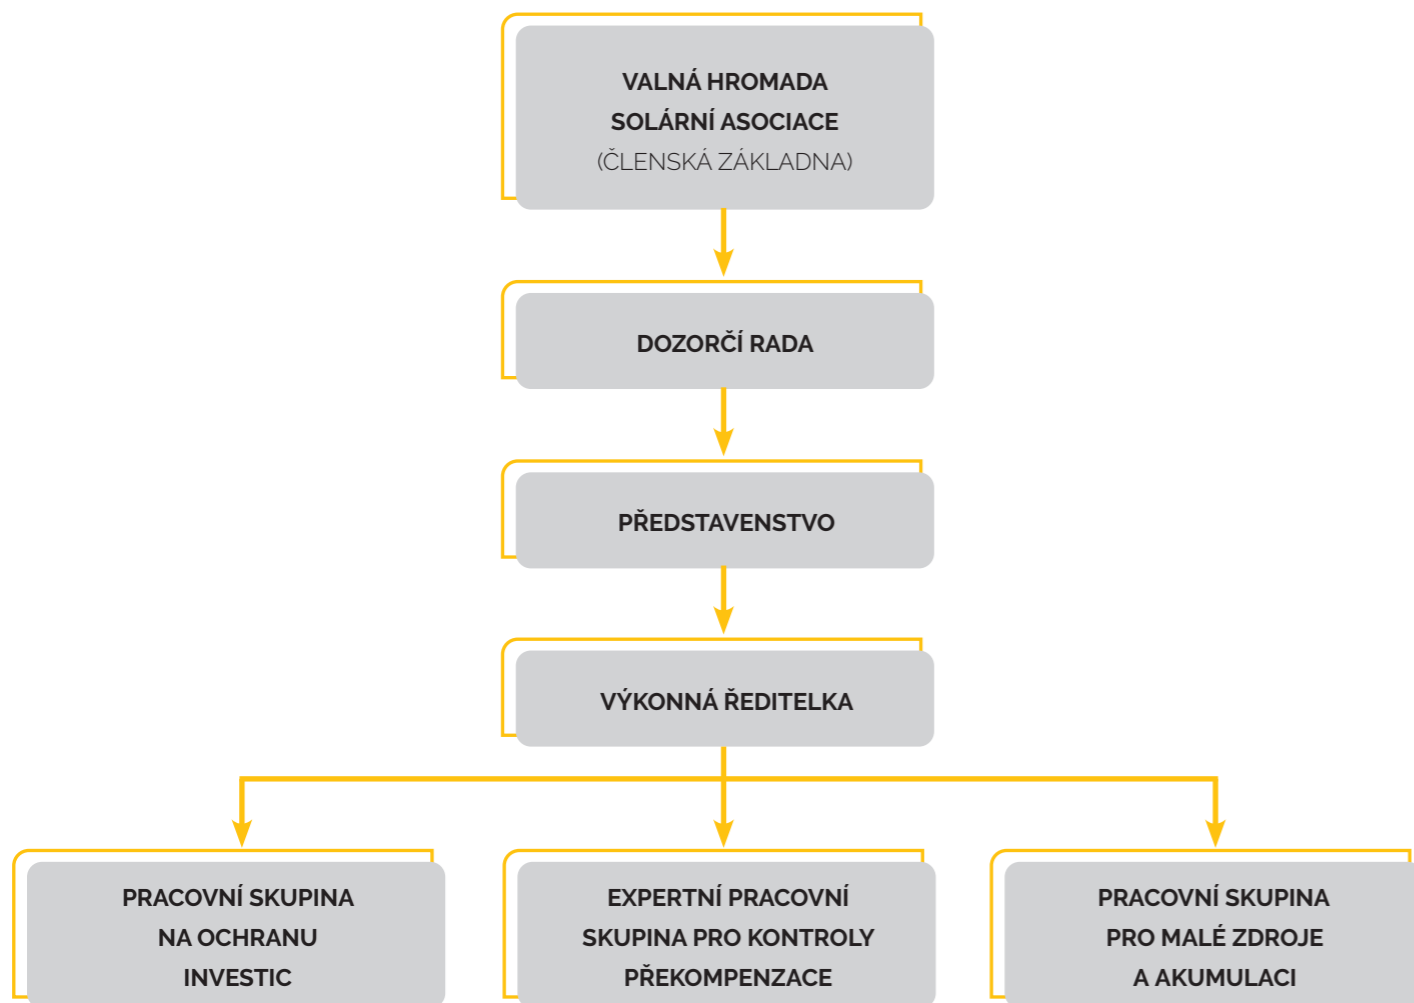 VALNÁ HROMADA
SOLÁRNÍ ASOCIACE
(ČLENSKÁ ZÁKLADNA)
DOZORČÍ RADA
PŘEDSTAVENSTVO
VÝKONNÁ ŘEDITELKA
PRACOVNÍ SKUPINA
NA OCHRANU
INVESTIC
EXPERTNÍ PRACOVNÍ
SKUPINA PRO KONTROLY
PŘEKOMPENZACE
PRACOVNÍ SKUPINA
PRO MALÉ ZDROJE
A AKUMULACI